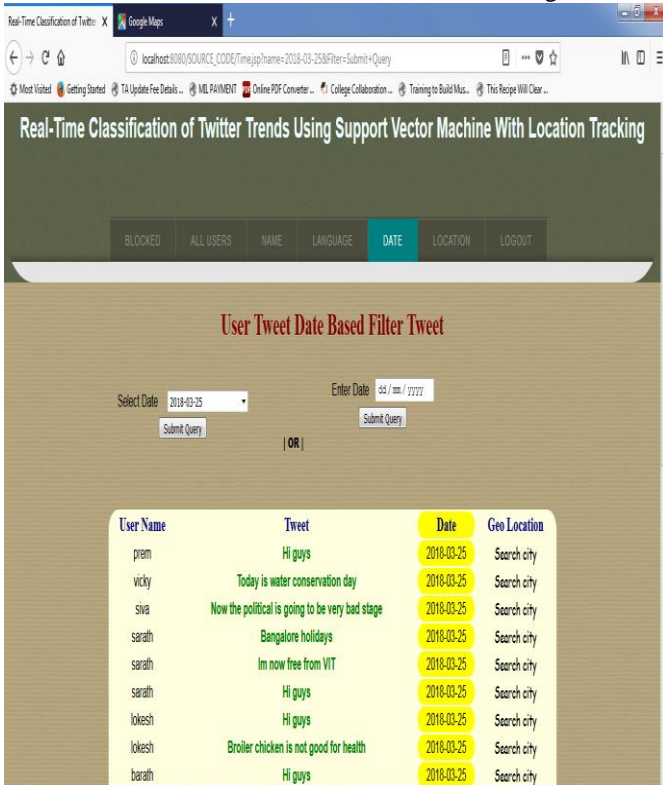 Real-Time Classification of Twitter X Google Maps X +
localhost:8080/SOURCE_CODE/Time.jsp?name=2018-03-25&Filter=Submit+Query
Most Visited Getting Started TA Update Fee Details ... MIL PAYMENT Online PDF Converter ... College Collaboration ... Training to Build Mus... This Recipe Will Clear ...
Real-Time Classification of Twitter Trends Using Support Vector Machine With Location Tracking
BLOCKED ALL USERS NAME LANGUAGE DATE LOCATION LOGOUT
User Tweet Date Based Filter Tweet
Select Date 2018-03-25 Enter Date dd / mm / yyyy
Submit Query Submit Query
| OR |
User Name Tweet Date Geo Location
prem Hi guys 2018-03-25 Search city
vicky Today is water conservation day 2018-03-25 Search city
siva Now the political is going to be very bad stage 2018-03-25 Search city
sarath Bangalore holidays 2018-03-25 Search city
sarath Im now free from VIT 2018-03-25 Search city
sarath Hi guys 2018-03-25 Search city
lokesh Hi guys 2018-03-25 Search city
lokesh Broiler chicken is not good for health 2018-03-25 Search city
barath Hi guys 2018-03-25 Search city